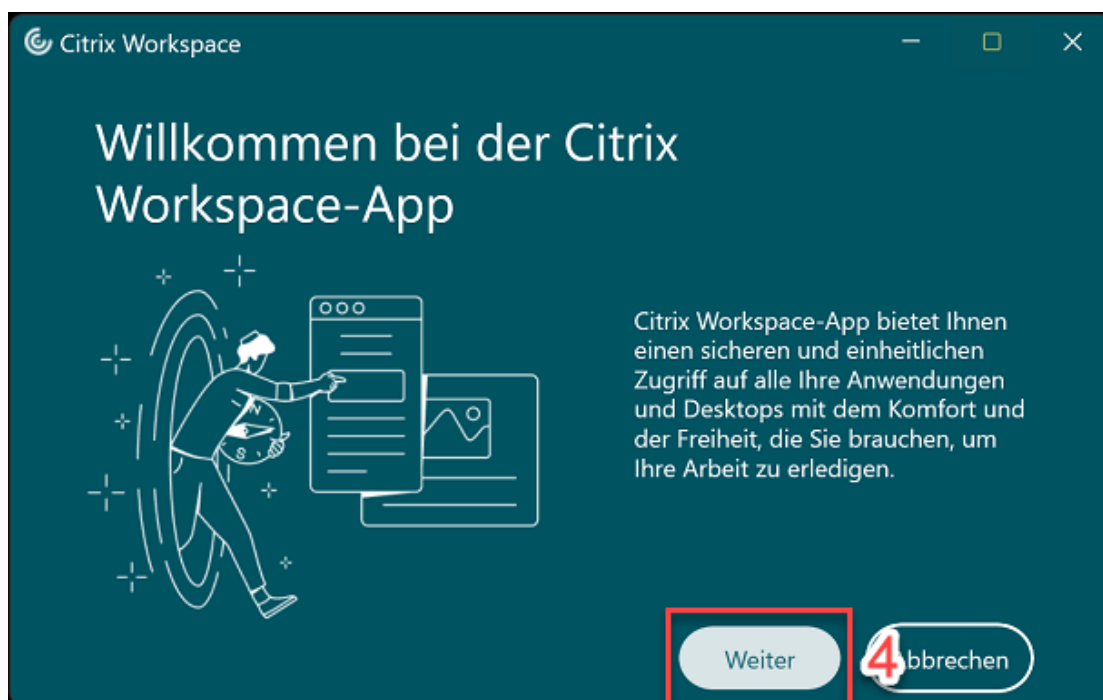 Citrix Workspace
Willkommen bei der Citrix
Workspace-App
N
S
Citrix Workspace-App bietet Ihnen
einen sicheren und einheitlichen
Zugriff auf alle Ihre Anwendungen
und Desktops mit dem Komfort und
der Freiheit, die Sie brauchen, um
Ihre Arbeit zu erledigen.
Weiter 4 bbrechen